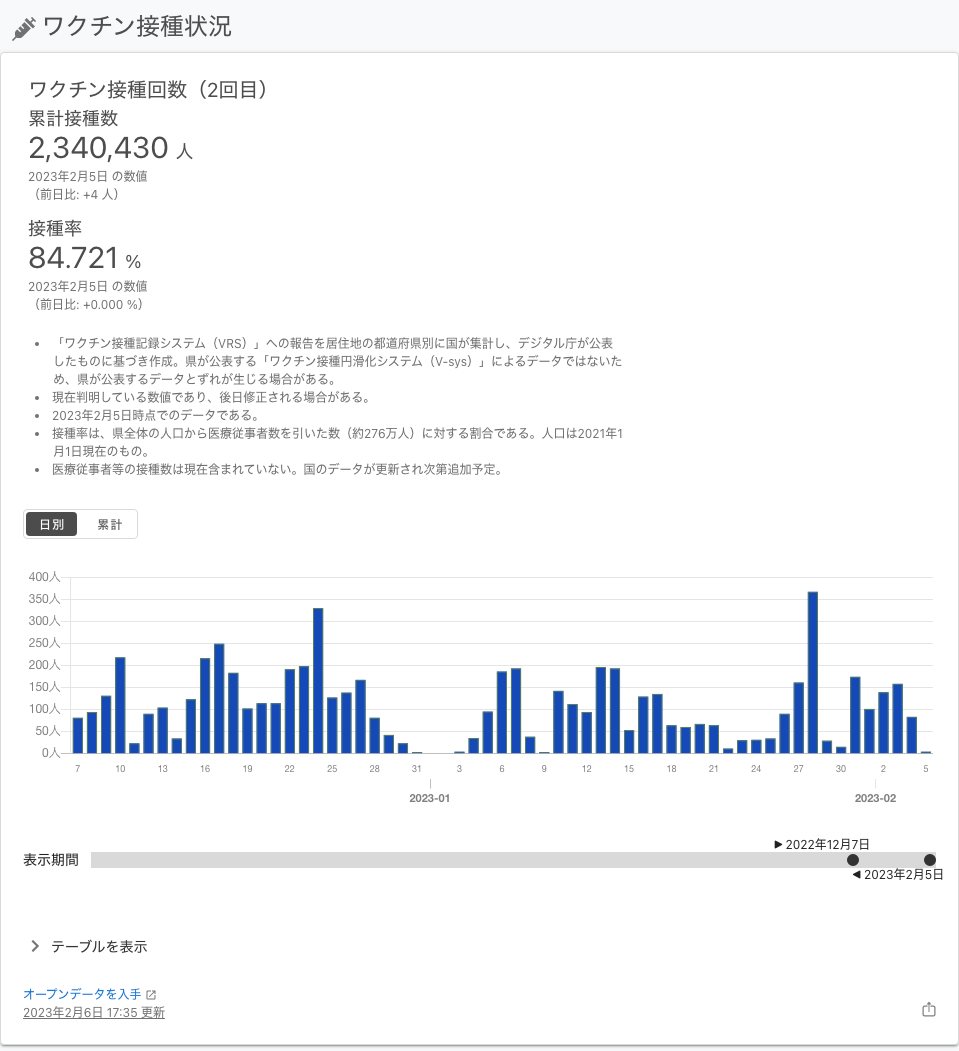 ワクチン接種状況
ワクチン接種回数（2回目）
累計接種数
2,340,430 人
2023年2月5日 の数値
（前日比: +4 人）
接種率
84.721 %
2023年2月5日 の数値
（前日比: +0.000 %）
• 「ワクチン接種記録システム（VRS）」への報告を居住地の都道府県別に国が集計し、デジタル庁が公表
したものに基づき作成。県が公表する「ワクチン接種円滑化システム（V-sys）」によるデータではないた
め、県が公表するデータとずれが生じる場合がある。
• 現在判明している数値であり、後日修正される場合がある。
• 2023年2月5日時点でのデータである。
• 接種率は、県全体の人口から医療従事者数を引いた数（約276万人）に対する割合である。人口は2021年1
月1日現在のもの。
• 医療従事者等の接種数は現在含まれていない。国のデータが更新され次第追加予定。
日別 累計
400人
350人
300人
250人
200人
150人
100人
50人
0人
7 10 13 16 19 22 25 28 31 3 6 9 12 15 18 21 24 27 30 2 5
2023-01 2023-02
▶ 2022年12月7日
表示期間
◀ 2023年2月5日
テーブルを表示
オープンデータを入手
2023年2月6日 17:35 更新